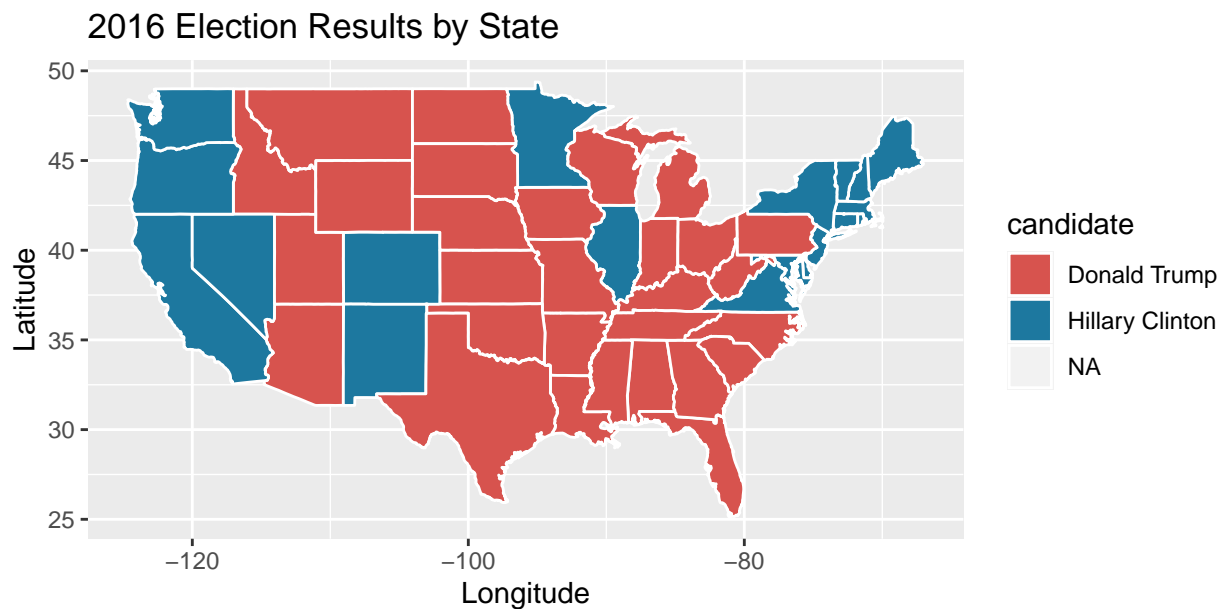 2016 Election Results by State
50
45
40
35
30
25
Latitude
−120
−100
−80
Longitude
candidate
Donald Trump
Hillary Clinton
NA